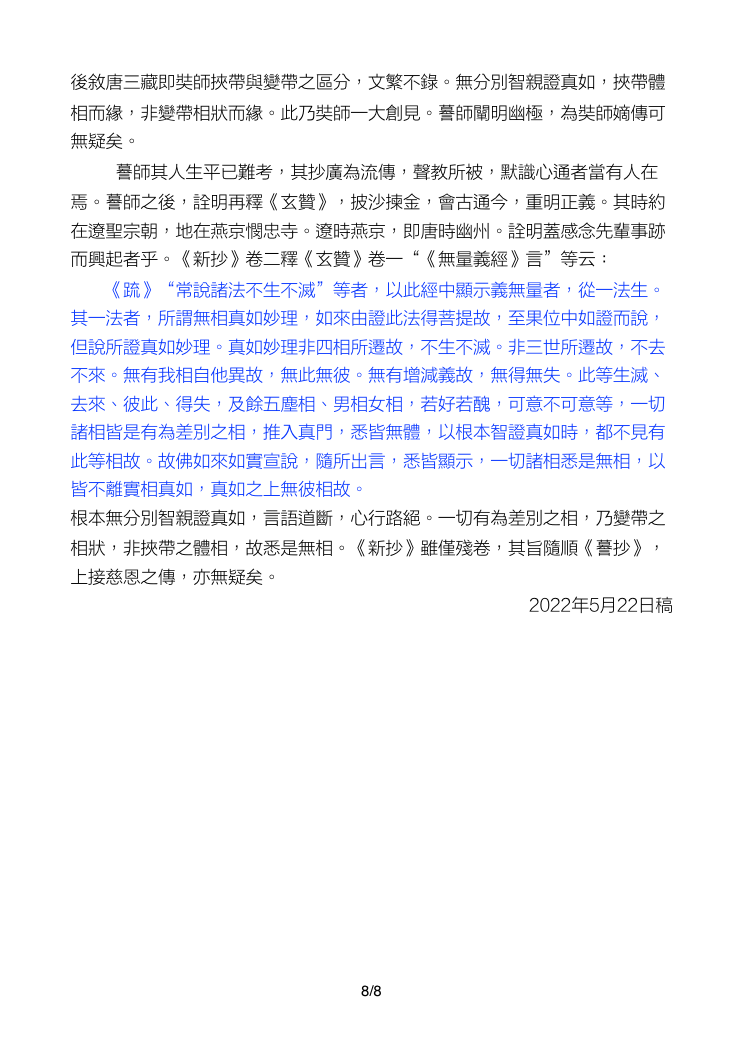 後敘唐三藏即奘師挾帶與變帶之區分，文繁不錄。無分別智親證真如，挾帶體
相而緣，非變帶相狀而緣。此乃奘師一大創見。謩師闡明幽極，為奘師嫡傳可
無疑矣。
謩師其人生平已難考，其抄廣為流傳，聲教所被，默識心通者當有人在
焉。謩師之後，詮明再釋《玄贊》，披沙揀金，會古通今，重明正義。其時約
在遼聖宗朝，地在燕京憫忠寺。遼時燕京，即唐時幽州。詮明蓋感念先輩事跡
而興起者乎。《新抄》卷二釋《玄贊》卷一“《無量義經》言”等云：
《疏》“常說諸法不生不滅”等者，以此經中顯示義無量者，從一法生。
其一法者，所謂無相真如妙理，如來由證此法得菩提故，至果位中如證而說，
但說所證真如妙理。真如妙理非四相所遷故，不生不滅。非三世所遷故，不去
不來。無有我相自他異故，無此無彼。無有增減義故，無得無失。此等生滅、
去來、彼此、得失，及餘五塵相、男相女相，若好若醜，可意不可意等，一切
諸相皆是有為差別之相，推入真門，悉皆無體，以根本智證真如時，都不見有
此等相故。故佛如來如實宣說，隨所出言，悉皆顯示，一切諸相悉是無相，以
皆不離實相真如，真如之上無彼相故。
根本無分別智親證真如，言語道斷，心行路絕。一切有為差別之相，乃變帶之
相狀，非挾帶之體相，故悉是無相。《新抄》雖僅殘卷，其旨隨順《謩抄》，
上接慈恩之傳，亦無疑矣。
2022年5月22日稿
8/8